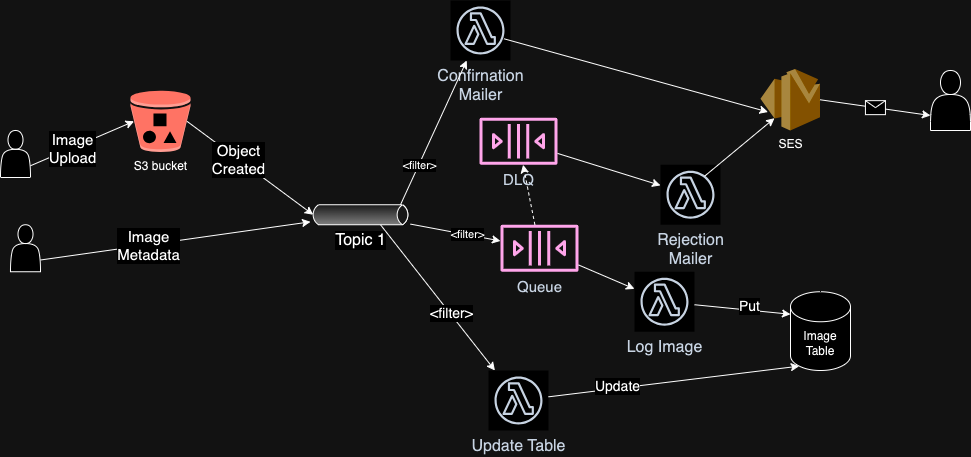 Confirnation
Mailer
Image
Upload
S3 bucket
Object
Created
<filter>
SES
DLQ
Image
Metadata
Topic 1
<filter>
Rejection
Mailer
Queue
<filter>
Log Image
Put
Image
Table
Update
Update Table